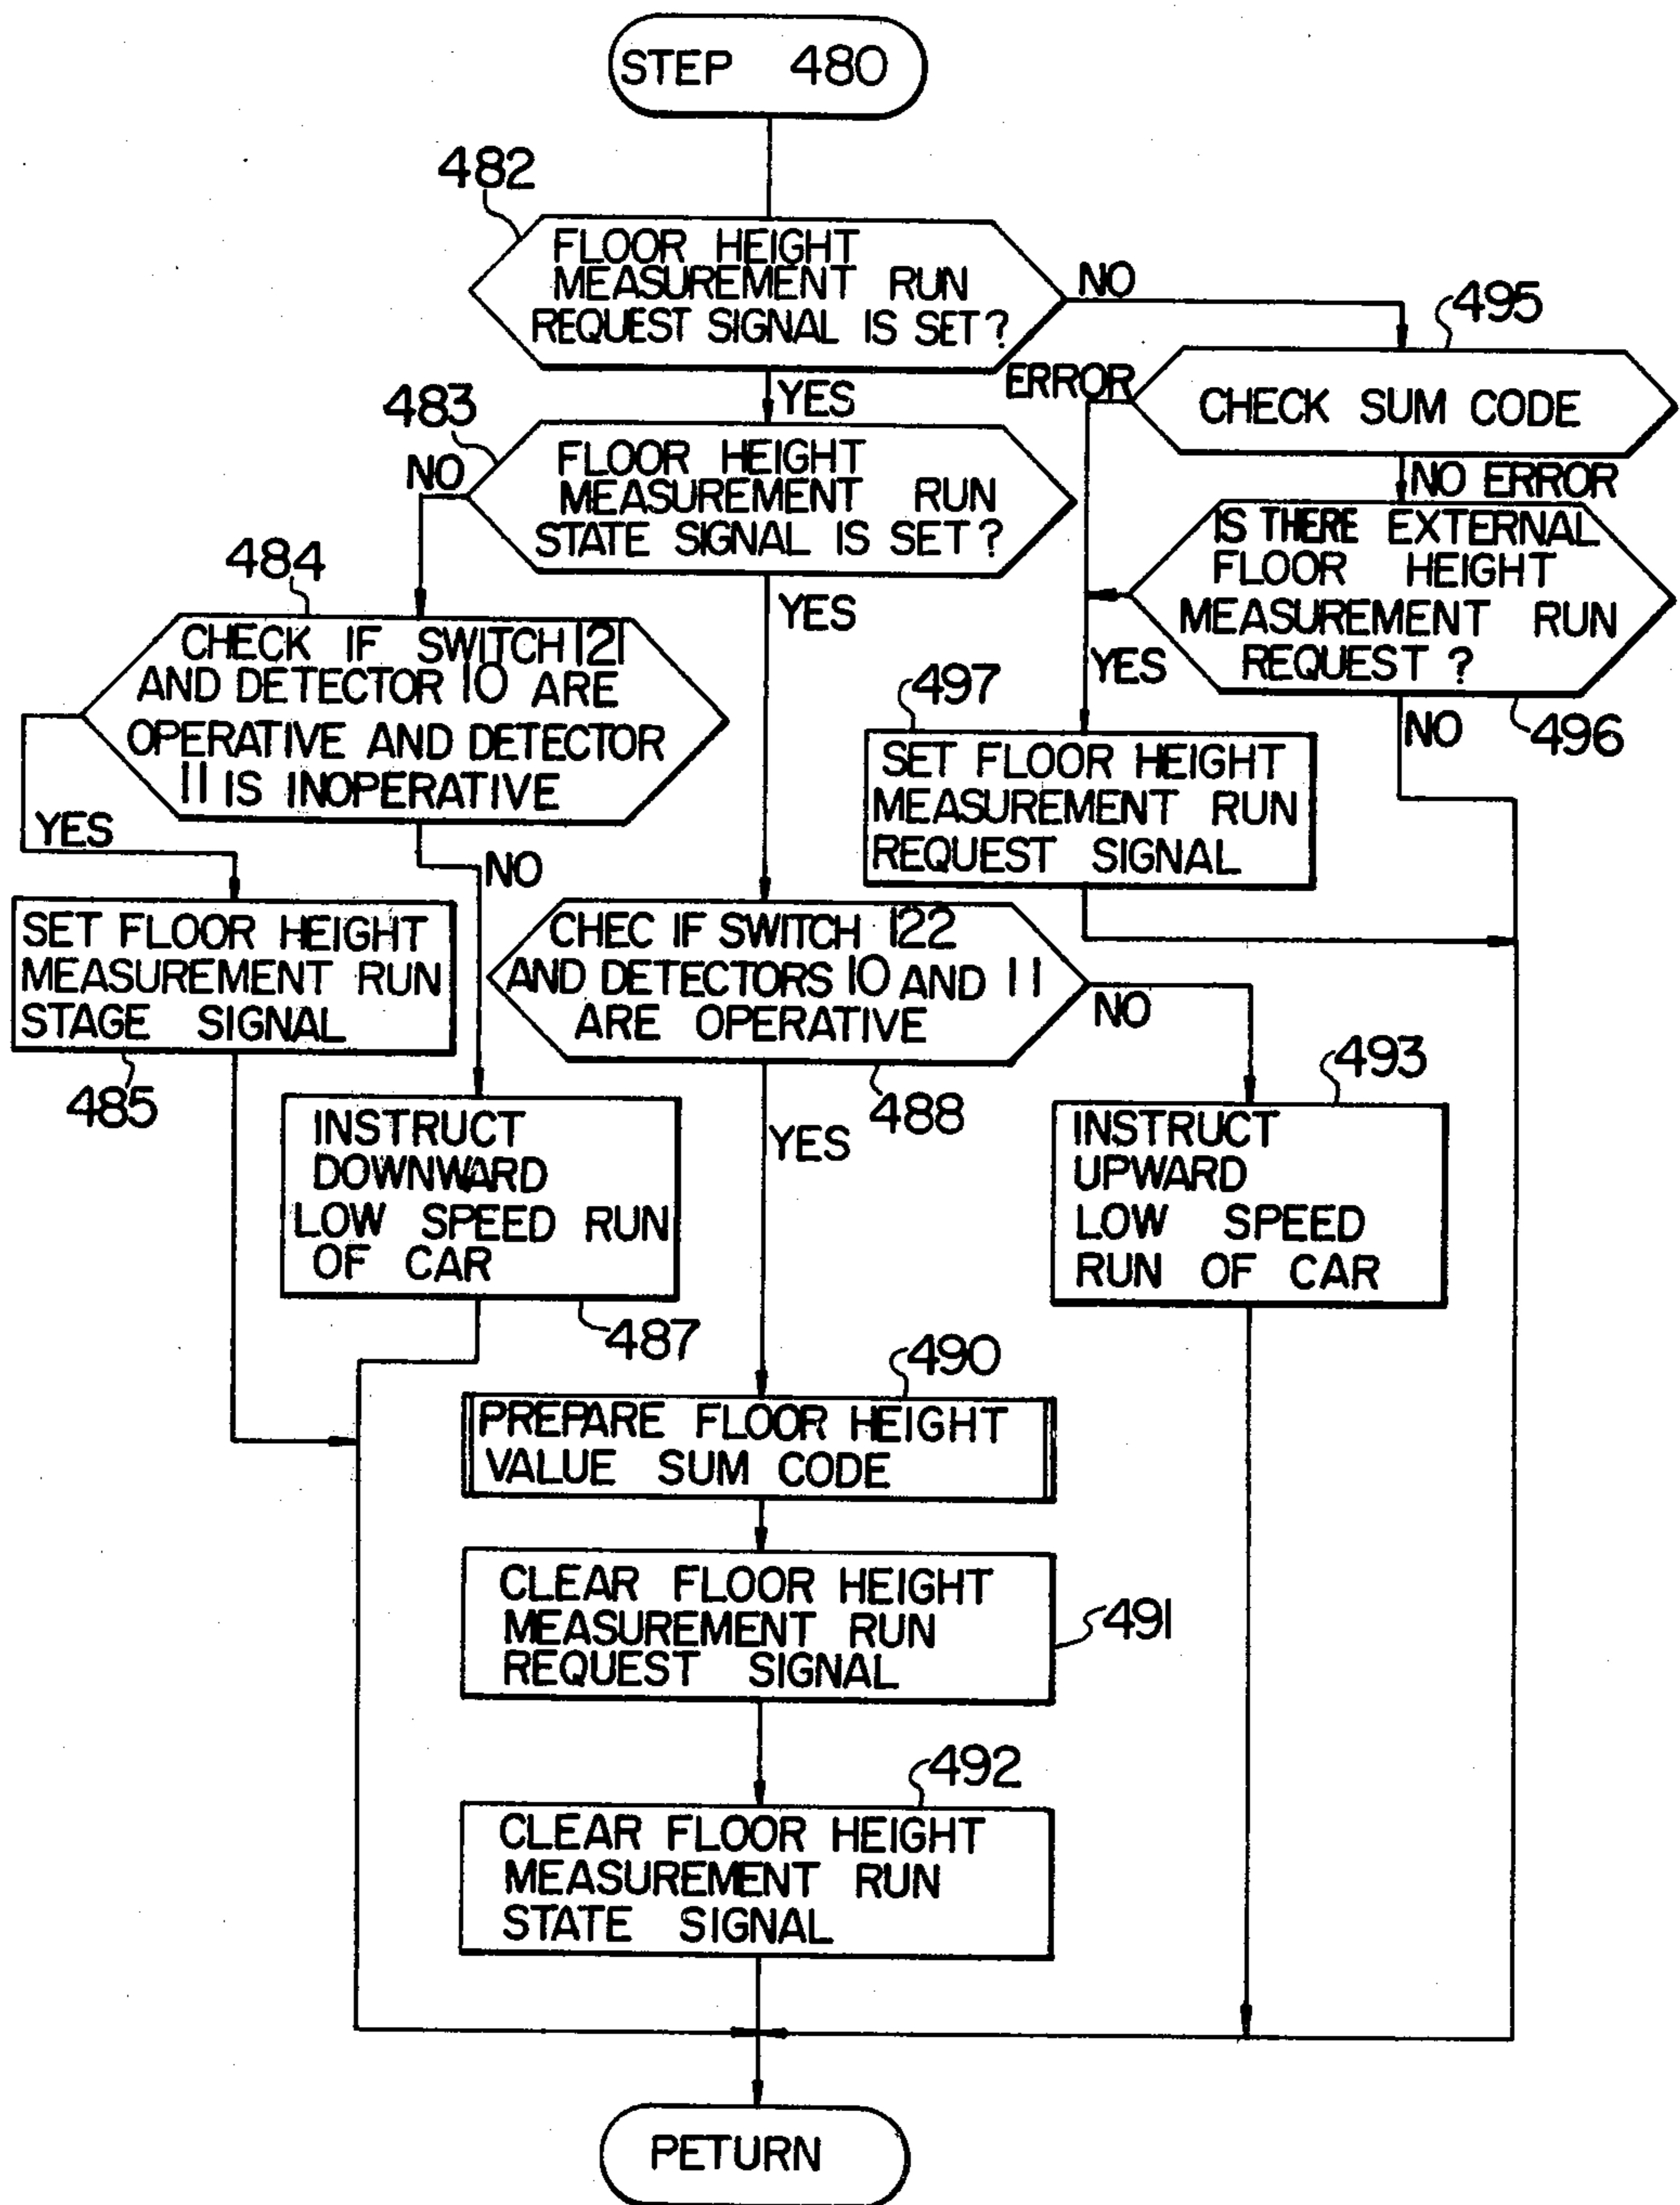 STEP 480
482
FLOOR HEIGHT
MEASUREMENT RUN
REQUEST SIGNAL IS SET?
NO
YES
495
CHECK SUM CODE
ERROR
NO ERROR
483
FLOOR HEIGHT
MEASUREMENT RUN
STATE SIGNAL IS SET?
NO
YES
IS THERE EXTERNAL
FLOOR HEIGHT
MEASUREMENT RUN
REQUEST ?
YES
NO
496
484
CHECK IF SWITCH 121
AND DETECTOR 10 ARE
OPERATIVE AND DETECTOR
11 IS INOPERATIVE
YES
NO
497
SET FLOOR HEIGHT
MEASUREMENT RUN
REQUEST SIGNAL
SET FLOOR HEIGHT
MEASUREMENT RUN
STAGE SIGNAL
485
CHEC IF SWITCH 122
AND DETECTORS 10 AND 11
ARE OPERATIVE
NO
YES
488
INSTRUCT
DOWNWARD
LOW SPEED RUN
OF CAR
487
493
INSTRUCT
UPWARD
LOW SPEED
RUN OF CAR
490
PREPARE FLOOR HEIGHT
VALUE SUM CODE
CLEAR FLOOR HEIGHT
MEASUREMENT RUN
REQUEST SIGNAL
491
492
CLEAR FLOOR HEIGHT
MEASUREMENT RUN
STATE SIGNAL
PETURN